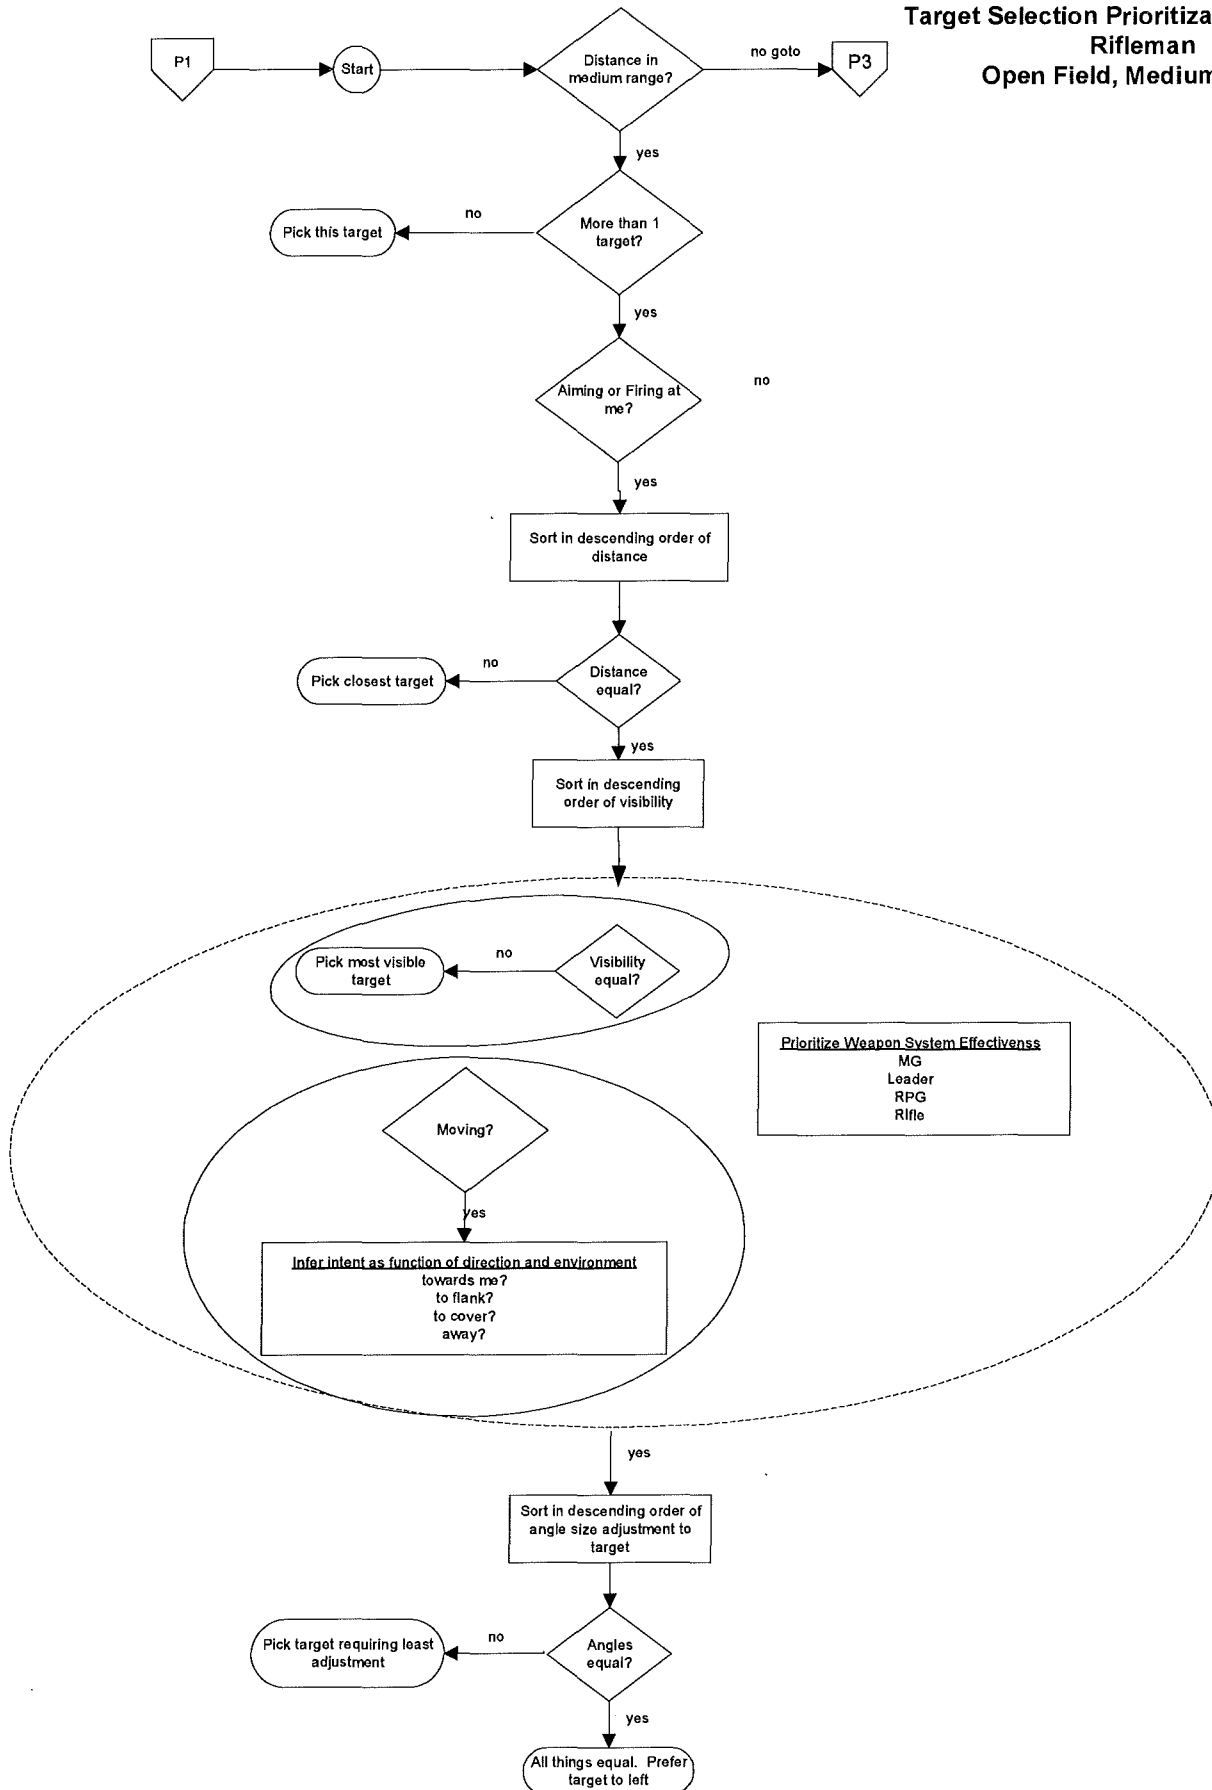 Target Selection Prioritiza
Rifleman
Open Field, Medium
P1
Start
Distance in
medium range?
no goto
P3
yes
More than 1
target?
no
Pick this target
yes
Aiming or Firing at
me?
no
yes
Sort in descending order of
distance
Distance
equal?
no
Pick closest target
yes
Sort in descending
order of visibility
Visibility
equal?
no
Pick most visible
target
Prioritize Weapon System Effectivenss
MG
Leader
RPG
Rifle
Moving?
yes
Infer intent as function of direction and environment
towards me?
to flank?
to cover?
away?
yes
Sort in descending order of
angle size adjustment to
target
Angles
equal?
no
Pick target requiring least
adjustment
yes
All things equal. Prefer
target to left